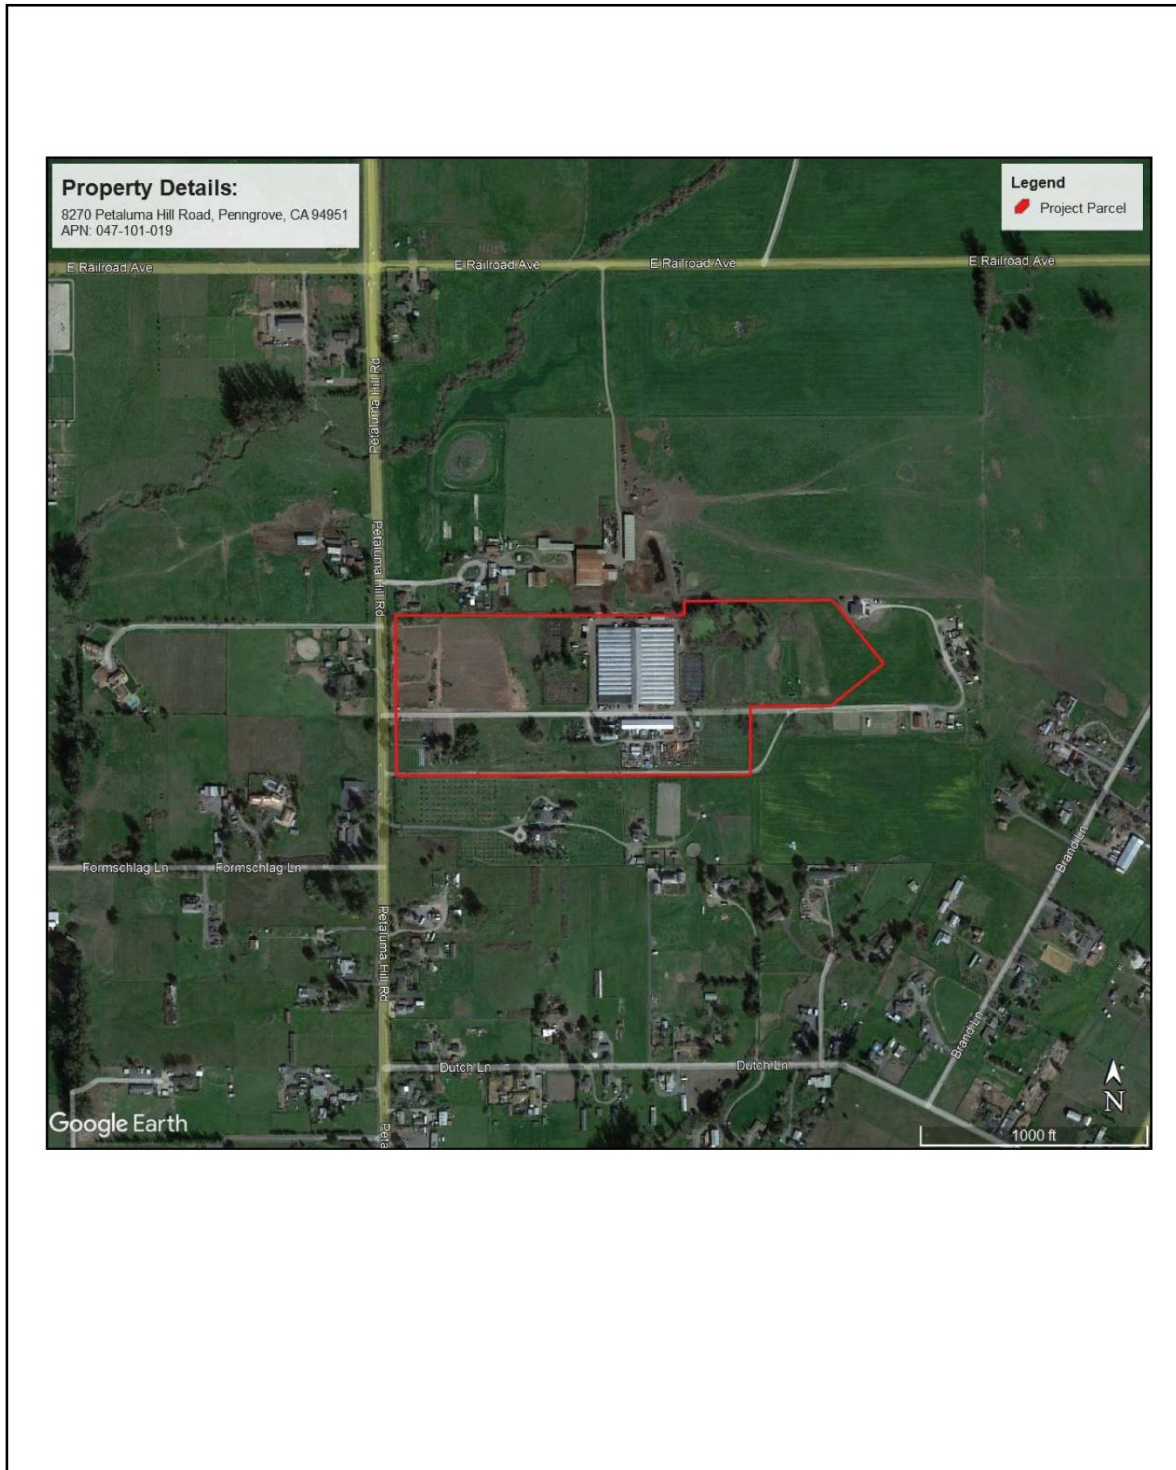 Property Details:
8270 Petaluma Hill Road, Penngrove, CA 94951
APN: 047-101-019
Legend
Project Parcel
E Railroad Ave
E Railroad Ave
E Railroad Ave
E Railroad Ave
Petaluma Hill Rd
Petaluma Hill Rd
Formschlag Ln
Formschlag Ln
Brand Ln
Petaluma Hill Rd
Brand Ln
Dutch Ln
Dutch Ln
Peta
N
Google Earth
1000 ft